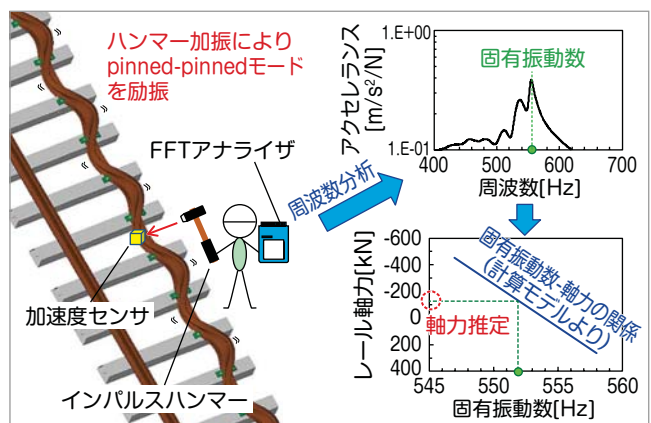 ハンマー加振により
pinned-pinnedモード
を励振
FFTアナライザ
加速度センサ
インパルスハンマー
周波数分析
アクセレランス
[m/s²/N]
1.E+00
1.E-01
固有振動数
400
500
600
700
周波数[Hz]
レール軸力[kN]
-600
-400
-200
0
200
400
固有振動数-軸力の関係
(計算モデルより)
軸力推定
545
550
555
560
固有振動数[Hz]